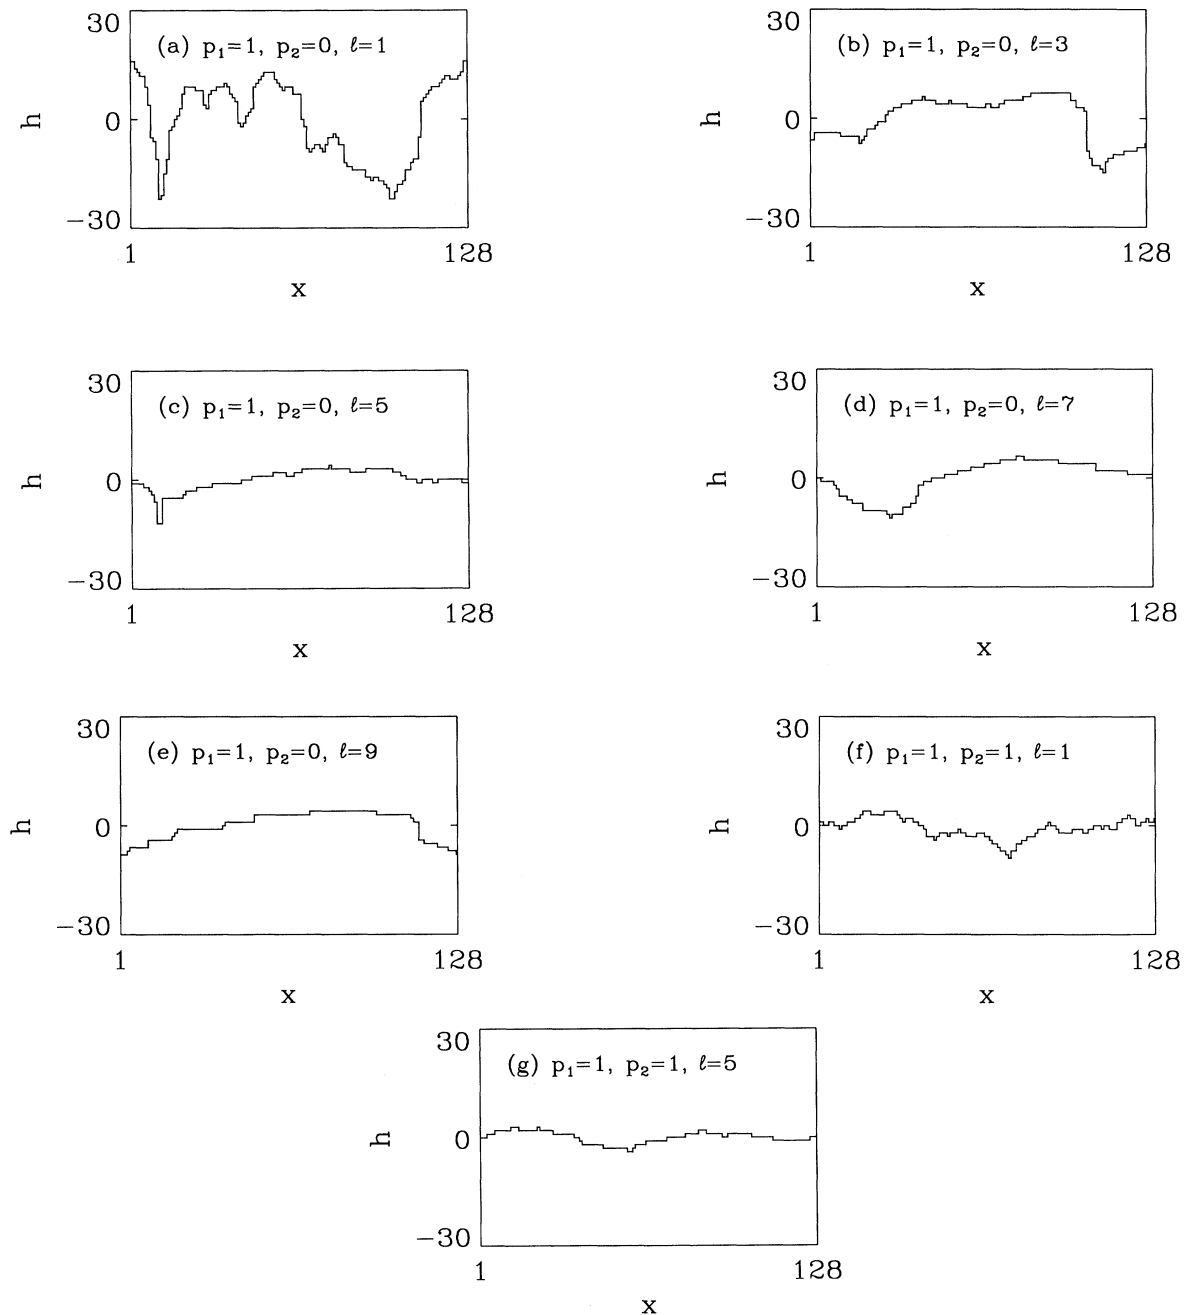 30
(a) p₁=1, p₂=0, ℓ=1
h
0
−30
1
128
x
30
(b) p₁=1, p₂=0, ℓ=3
h
0
−30
1
128
x
30
(c) p₁=1, p₂=0, ℓ=5
h
0
−30
1
128
x
30
(d) p₁=1, p₂=0, ℓ=7
h
0
−30
1
128
x
30
(e) p₁=1, p₂=0, ℓ=9
h
0
−30
1
128
x
30
(f) p₁=1, p₂=1, ℓ=1
h
0
−30
1
128
x
30
(g) p₁=1, p₂=1, ℓ=5
h
0
−30
1
128
x